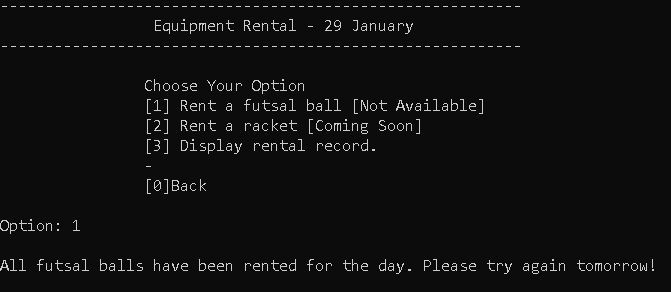 ----------------------------------------------------------
Equipment Rental - 29 January
----------------------------------------------------------
Choose Your Option
[1] Rent a futsal ball [Not Available]
[2] Rent a racket [Coming Soon]
[3] Display rental record.
-
[0]Back
Option: 1
All futsal balls have been rented for the day. Please try again tomorrow!